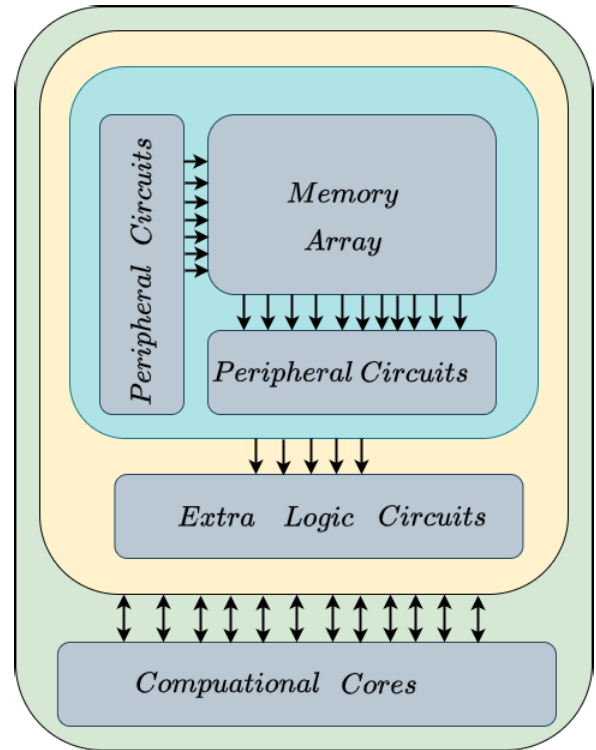 Peripheral Circuits
Memory
Array
Peripheral Circuits
Extra Logic Circuits
Compuational Cores